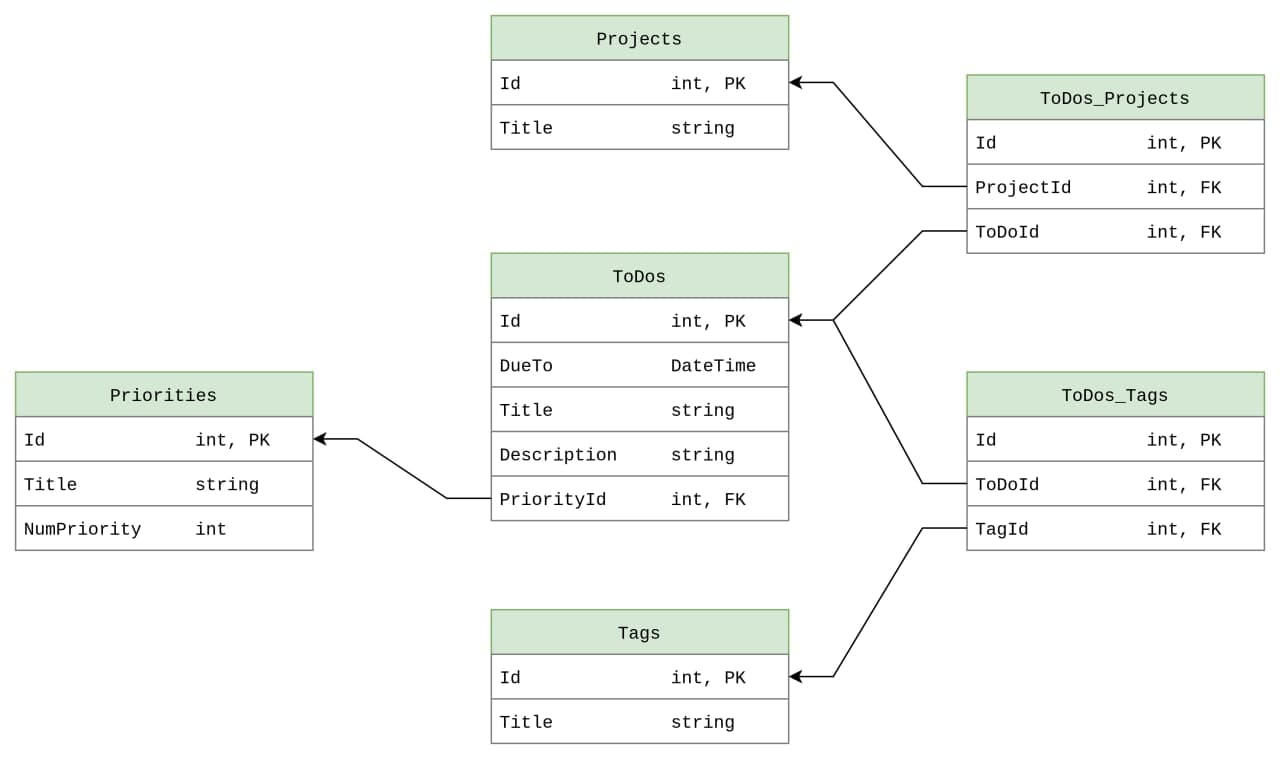 Projects
Id int, PK
Title string
ToDos_Projects
Id int, PK
ProjectId int, FK
ToDoId int, FK
ToDos
Id int, PK
DueTo DateTime
Title string
Description string
PriorityId int, FK
Priorities
Id int, PK
Title string
NumPriority int
ToDos_Tags
Id int, PK
ToDoId int, FK
TagId int, FK
Tags
Id int, PK
Title string